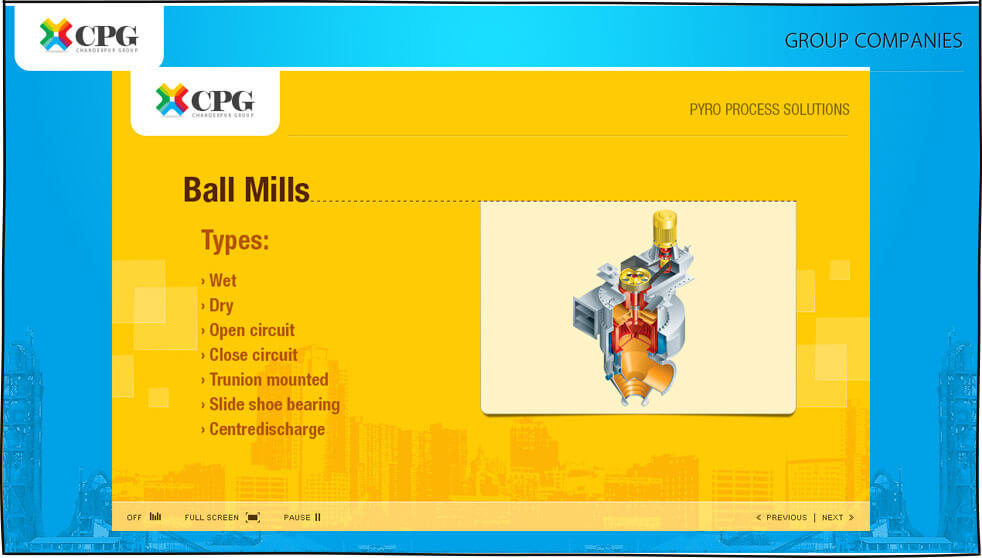 CPG
CHANDERPUR GROUP
GROUP COMPANIES
CPG
CHANDERPUR GROUP
PYRO PROCESS SOLUTIONS
Ball Mills
Types:
› Wet
› Dry
› Open circuit
› Close circuit
› Trunion mounted
› Slide shoe bearing
› Centredischarge
OFF FULL SCREEN PAUSE « PREVIOUS | NEXT »